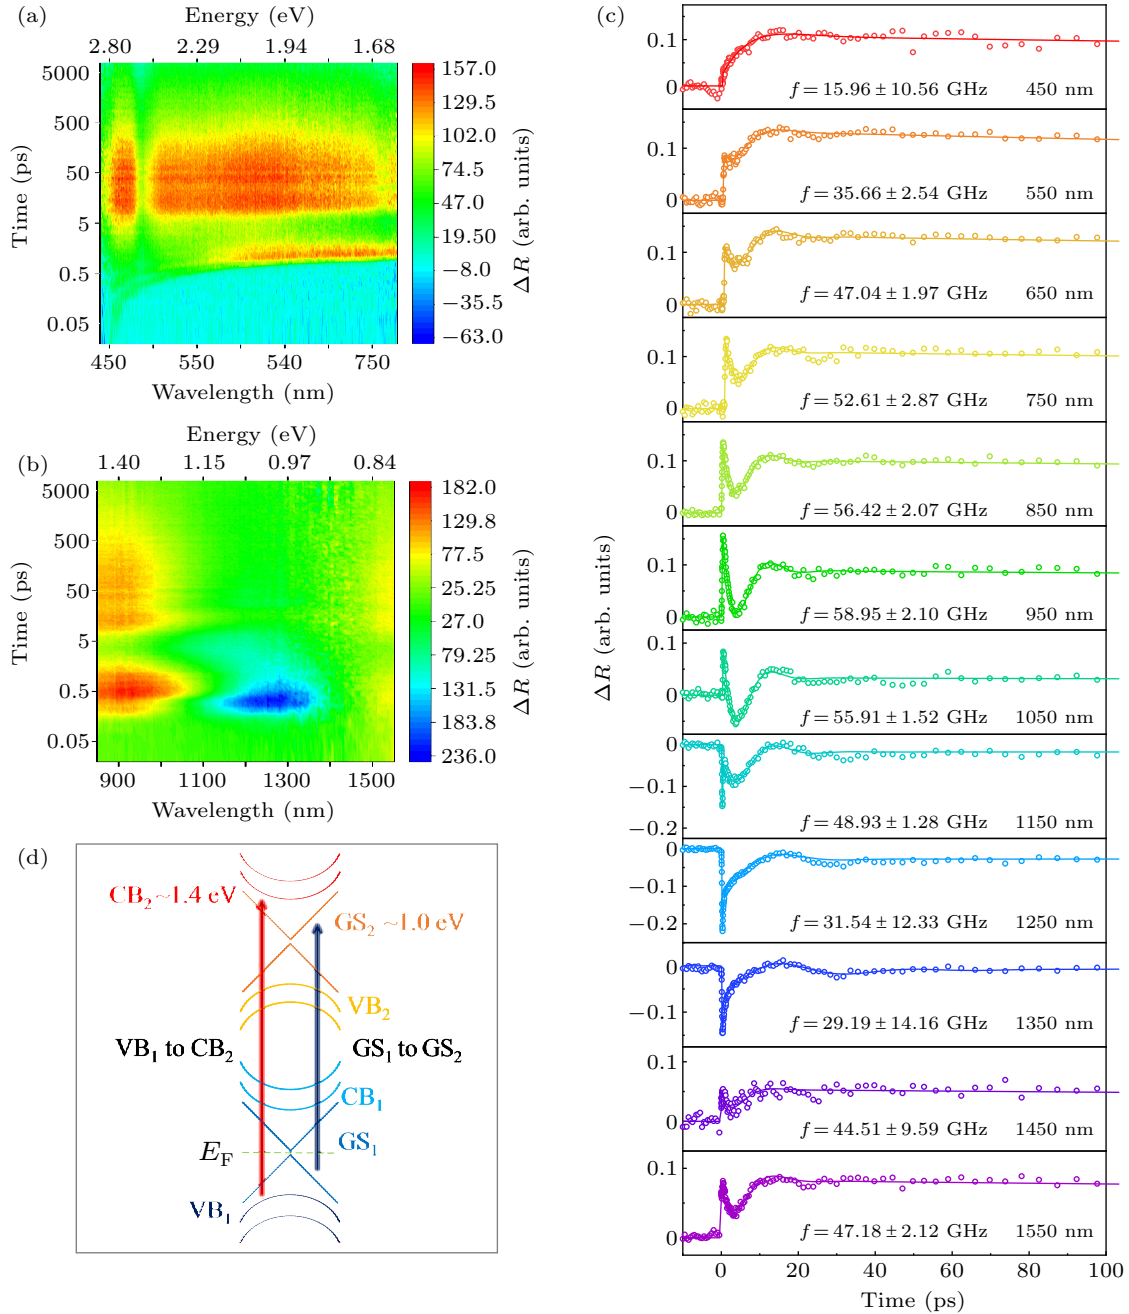 (a)
Energy (eV)
2.80 2.29 1.94 1.68
5000
500
50
5
0.5
0.05
Time (ps)
450 550 540 750
Wavelength (nm)
157.0
129.5
102.0
74.5
47.0
19.50
−8.0
−35.5
−63.0
ΔR (arb. units)
(b)
Energy (eV)
1.40 1.15 0.97 0.84
5000
500
50
5
0.5
0.05
Time (ps)
900 1100 1300 1500
Wavelength (nm)
182.0
129.8
77.5
25.25
27.0
79.25
131.5
183.8
236.0
ΔR (arb. units)
(c)
0.1
0
f = 15.96 ± 10.56 GHz 450 nm
0.1
0
f = 35.66 ± 2.54 GHz 550 nm
0.1
0
f = 47.04 ± 1.97 GHz 650 nm
0.1
0
f = 52.61 ± 2.87 GHz 750 nm
0.1
0
f = 56.42 ± 2.07 GHz 850 nm
0.1
0
f = 58.95 ± 2.10 GHz 950 nm
0.1
0
f = 55.91 ± 1.52 GHz 1050 nm
0
−0.1
−0.2
f = 48.93 ± 1.28 GHz 1150 nm
0
−0.1
−0.2
f = 31.54 ± 12.33 GHz 1250 nm
0
−0.1
f = 29.19 ± 14.16 GHz 1350 nm
0.1
0
f = 44.51 ± 9.59 GHz 1450 nm
0.1
0
f = 47.18 ± 2.12 GHz 1550 nm
ΔR (arb. units)
0 20 40 60 80 100
Time (ps)
(d)
CB₂ ~1.4 eV
GS₂ ~1.0 eV
VB₂
VB₁ to CB₂
GS₁ to GS₂
CB₁
GS₁
E_F
VB₁